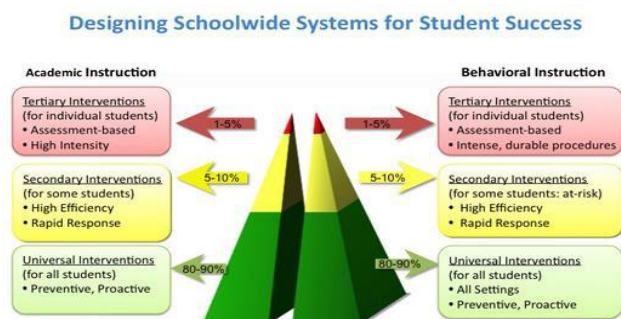 Designing Schoolwide Systems for Student Success
Academic Instruction
Tertiary Interventions
(for individual students)
• Assessment-based
• High Intensity
1-5%
Secondary Interventions
(for some students)
• High Efficiency
• Rapid Response
5-10%
Universal Interventions
(for all students)
• Preventive, Proactive
80-90%
Behavioral Instruction
1-5%
Tertiary Interventions
(for individual students)
• Assessment-based
• Intense, durable procedures
5-10%
Secondary Interventions
(for some students: at-risk)
• High Efficiency
• Rapid Response
80-90%
Universal Interventions
(for all students)
• All Settings
• Preventive, Proactive